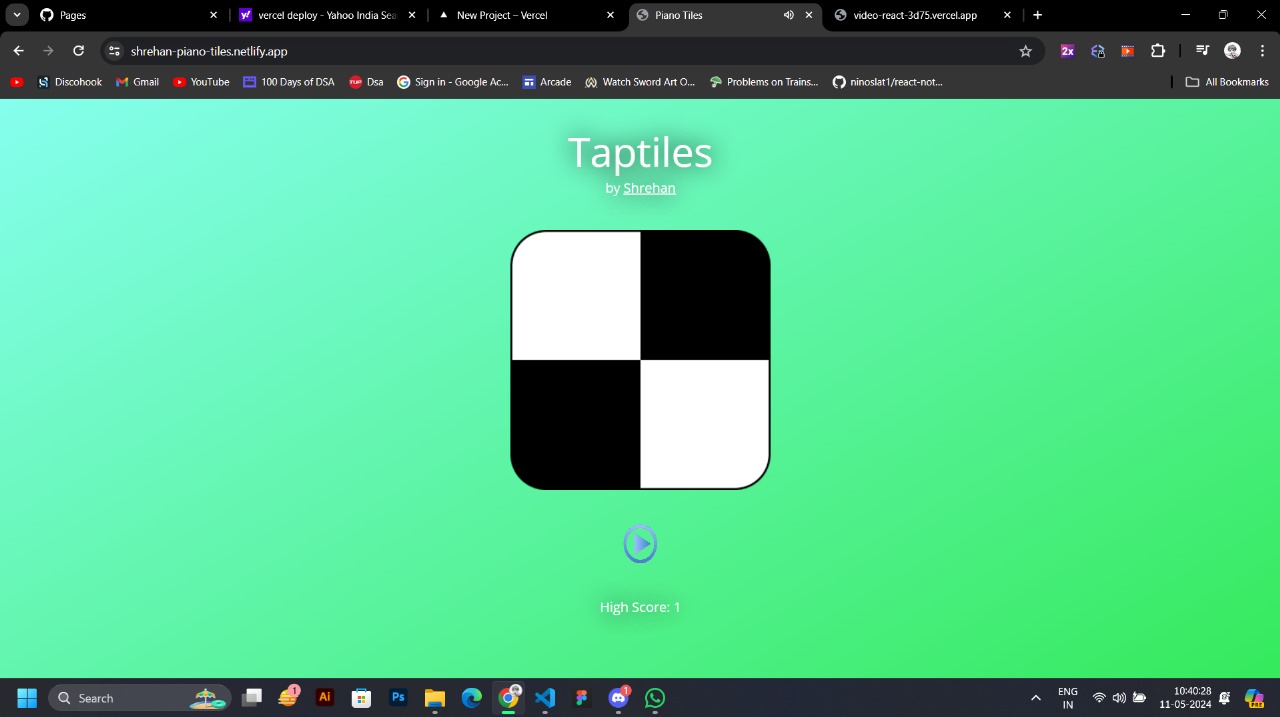 Pages
vercel deploy - Yahoo India Sea
New Project – Vercel
Piano Tiles
video-react-3d75.vercel.app
shrehan-piano-tiles.netlify.app
2x
Discohook
Gmail
YouTube
100 Days of DSA
Dsa
Sign in - Google Ac...
Arcade
Watch Sword Art O...
Problems on Trains...
ninoslat1/react-not...
All Bookmarks
Taptiles
by Shrehan
High Score: 1
Search
1
Ai
Ps
1
ENG
IN
10:40:28
11-05-2024
PRE